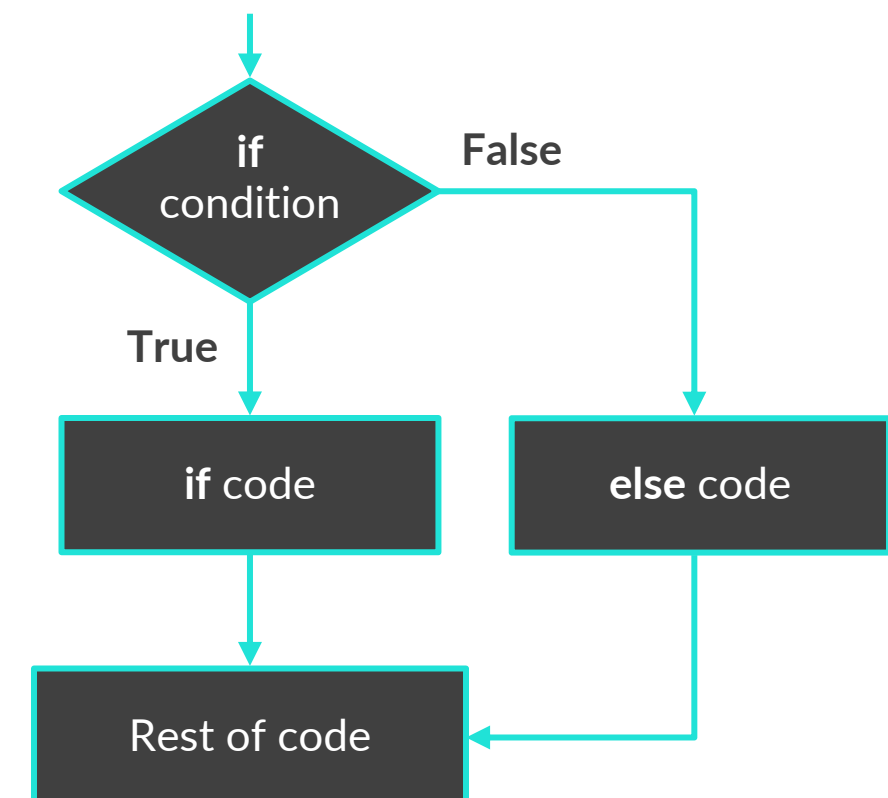 if
condition
False
True
if code
else code
Rest of code